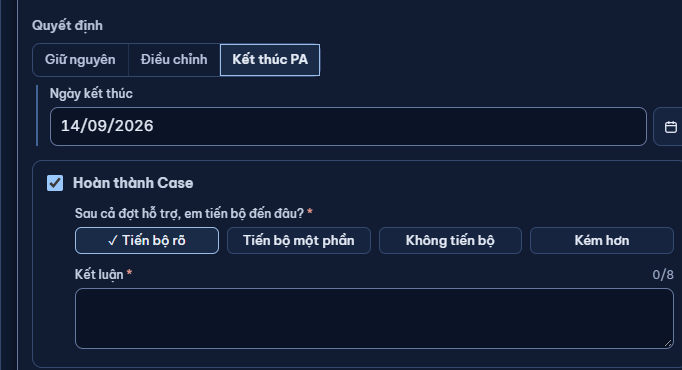 Quyết định
Giữ nguyên Điều chỉnh Kết thúc PA
Ngày kết thúc
14/09/2026
Hoàn thành Case
Sau cả đợt hỗ trợ, em tiến bộ đến đâu? *
✓ Tiến bộ rõ Tiến bộ một phần Không tiến bộ Kém hơn
Kết luận * 0/8